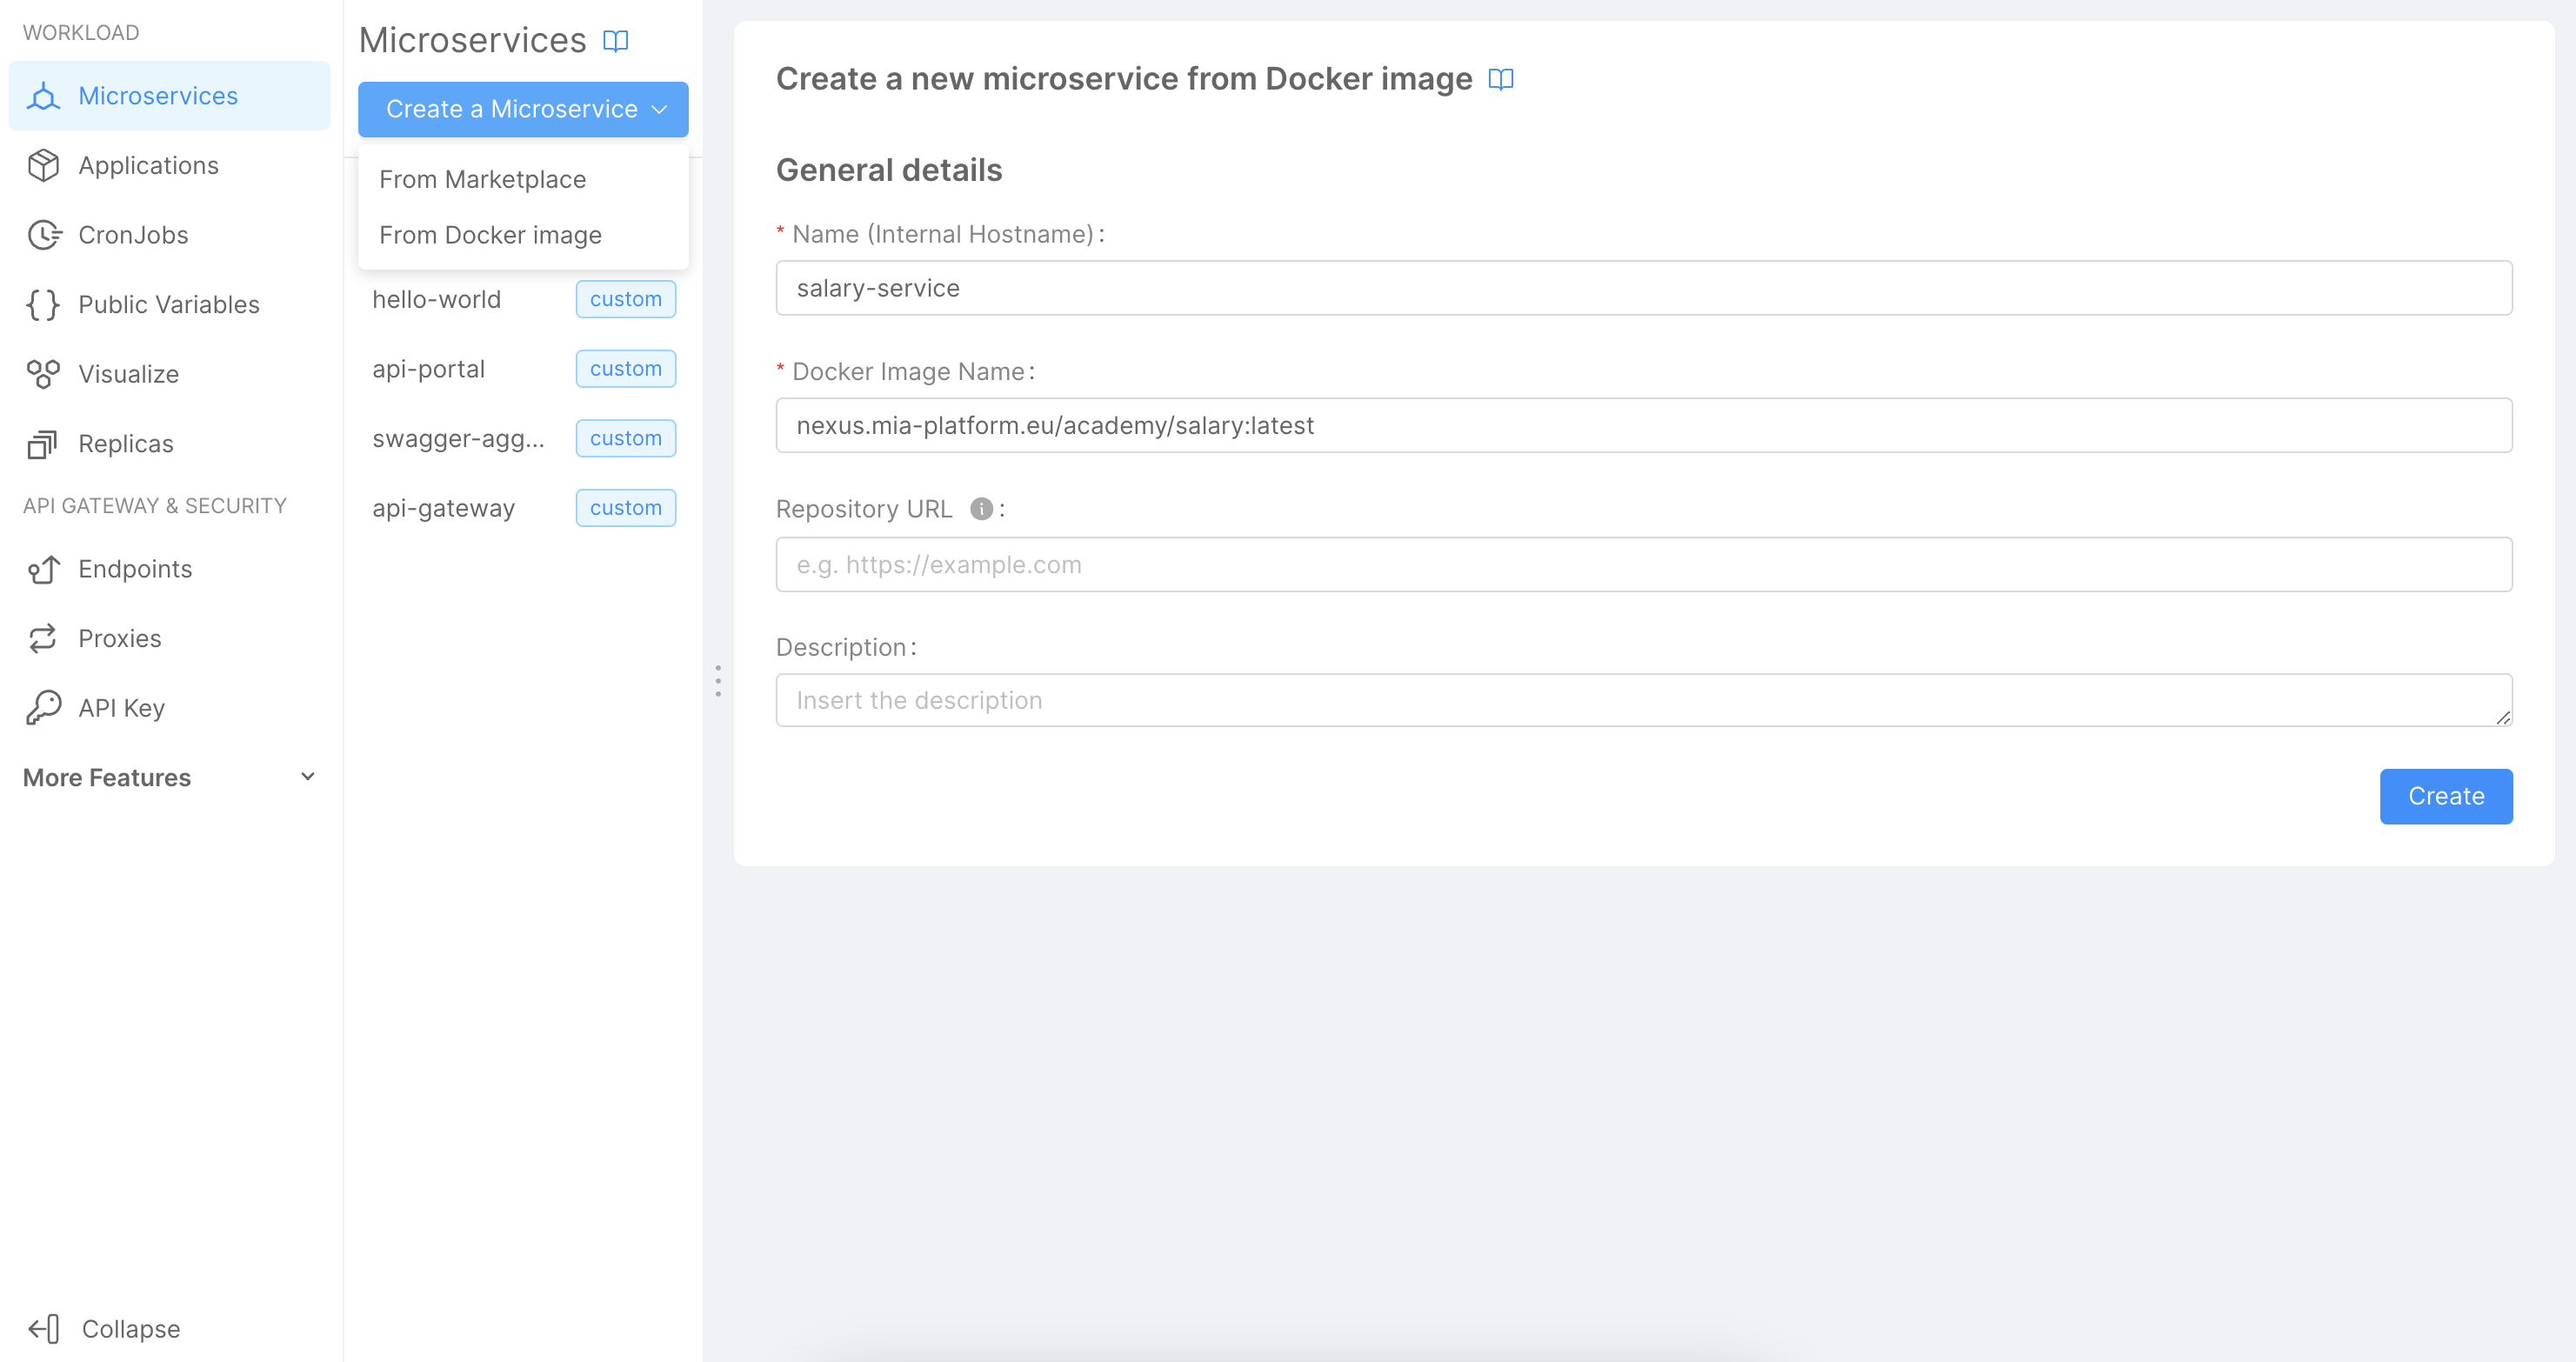 WORKLOAD
Microservices
Applications
CronJobs
Public Variables
Visualize
Replicas
API GATEWAY & SECURITY
Endpoints
Proxies
API Key
More Features
Collapse
Microservices
Create a Microservice
From Marketplace
From Docker image
hello-world custom
api-portal custom
swagger-agg... custom
api-gateway custom
Create a new microservice from Docker image
General details
* Name (Internal Hostname):
salary-service
* Docker Image Name:
nexus.mia-platform.eu/academy/salary:latest
Repository URL i :
e.g. https://example.com
Description:
Insert the description
Create